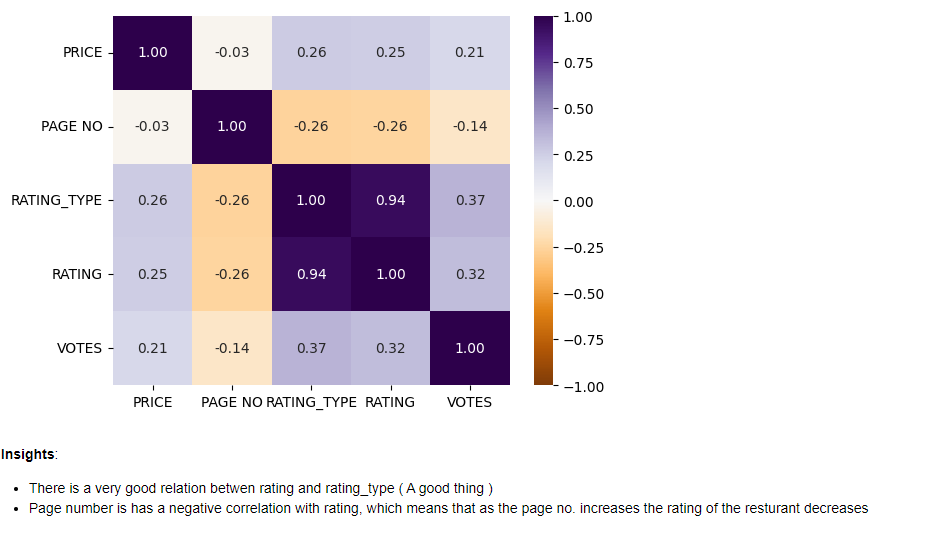 1.00
PRICE 1.00 -0.03 0.26 0.25 0.21
0.75
PAGE NO -0.03 1.00 -0.26 -0.26 -0.14
0.50
0.25
RATING_TYPE 0.26 -0.26 1.00 0.94 0.37
0.00
−0.25
RATING 0.25 -0.26 0.94 1.00 0.32
−0.50
VOTES 0.21 -0.14 0.37 0.32 1.00
−0.75
−1.00
PRICE PAGE NO RATING_TYPE RATING VOTES
Insights:
• There is a very good relation betwen rating and rating_type ( A good thing )
• Page number is has a negative correlation with rating, which means that as the page no. increases the rating of the resturant decreases